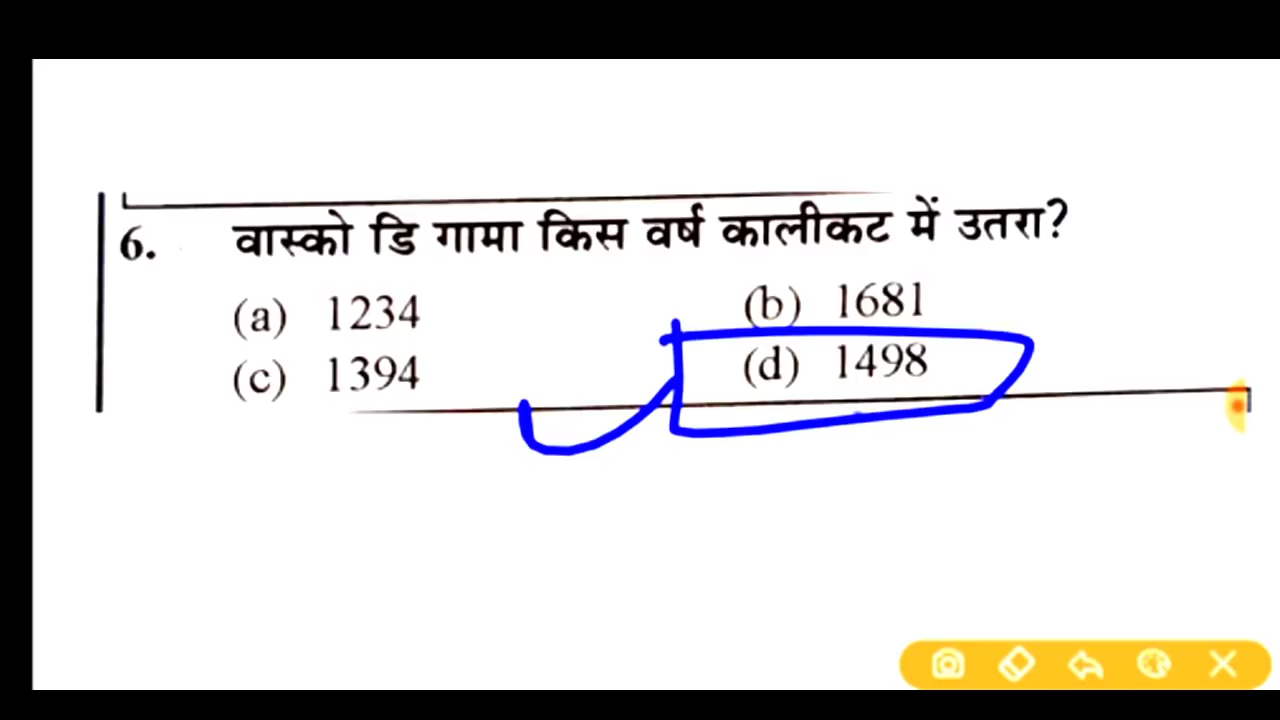 6. वास्को डि गामा किस वर्ष कालीकट में उतरा?
(a) 1234 (b) 1681
(c) 1394 (d) 1498